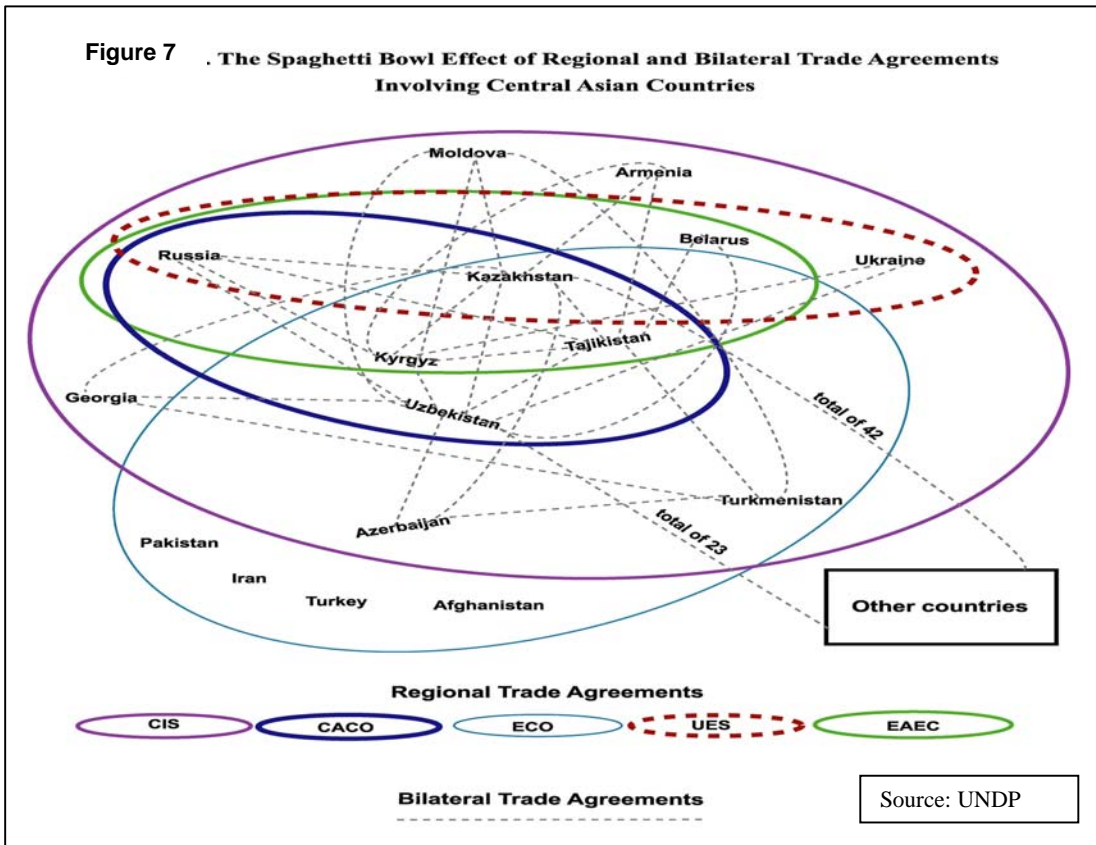 Figure 7
. The Spaghetti Bowl Effect of Regional and Bilateral Trade Agreements
Involving Central Asian Countries
Moldova
Armenia
Belarus
Russia
Ukraine
Kazakhstan
Tajikistan
Kyrgyz
Georgia
Uzbekistan
total of 42
Turkmenistan
Azerbaijan
total of 23
Pakistan
Iran
Turkey
Afghanistan
Other countries
Regional Trade Agreements
CIS
CACO
ECO
UES
EAEC
Bilateral Trade Agreements
Source: UNDP